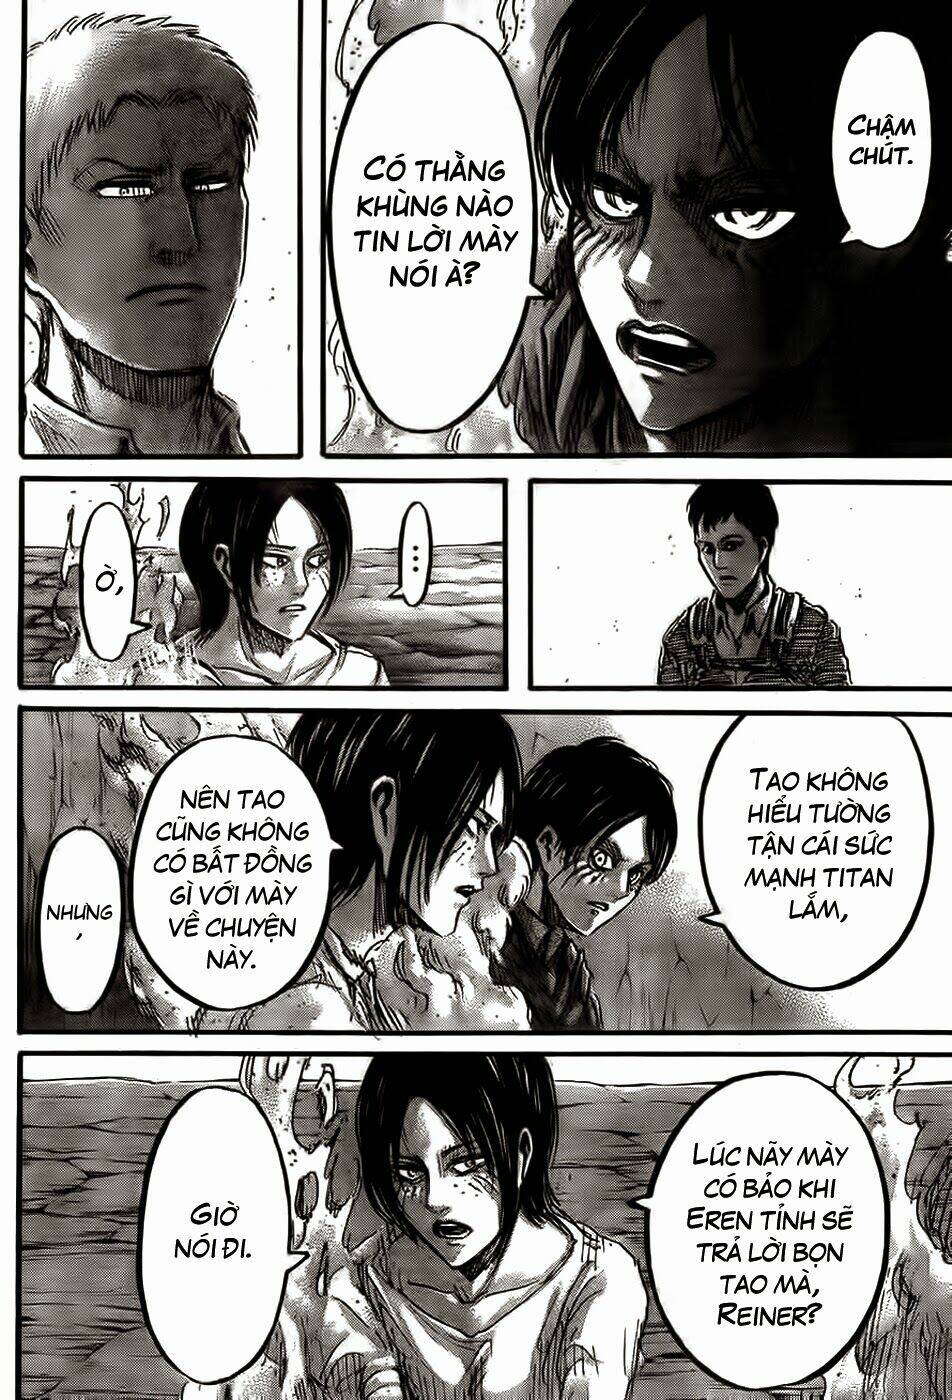 CHẬM
CHÚT.
CÓ THẰNG
KHÙNG NÀO
TIN LỜI MÀY
NÓI À?
...
Ờ,
TAO KHÔNG
HIỂU TƯỜNG
TẬN CÁI SỨC
MẠNH TITAN
LẮM,
NÊN TAO
CŨNG KHÔNG
CÓ BẤT ĐỒNG
GÌ VỚI MÀY
VỀ CHUYỆN
NÀY.
NHƯNG
,
LÚC NÃY MÀY
CÓ BẢO KHI
EREN TỈNH SẼ
TRẢ LỜI BỌN
TAO MÀ,
REINER?
GIỜ
NÓI ĐI.